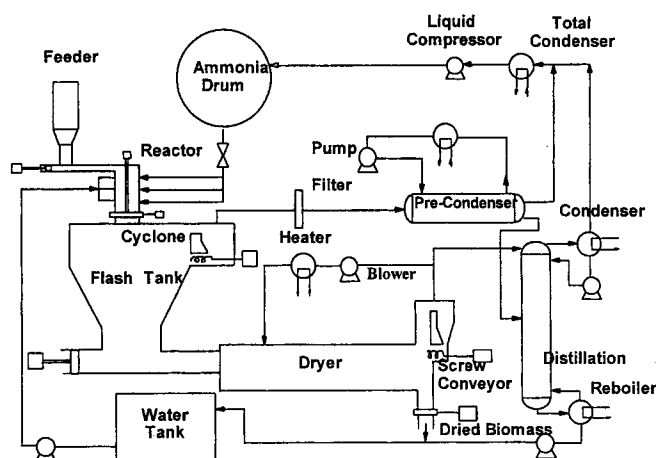 Feeder
Ammonia
Drum
Liquid
Compressor
Total
Condenser
Reactor
Pump
Filter
Pre-Condenser
Condenser
Cyclone
Heater
Flash Tank
Blower
Dryer
Screw
Conveyor
Distillation
Reboiler
Water
Tank
Dried Biomass